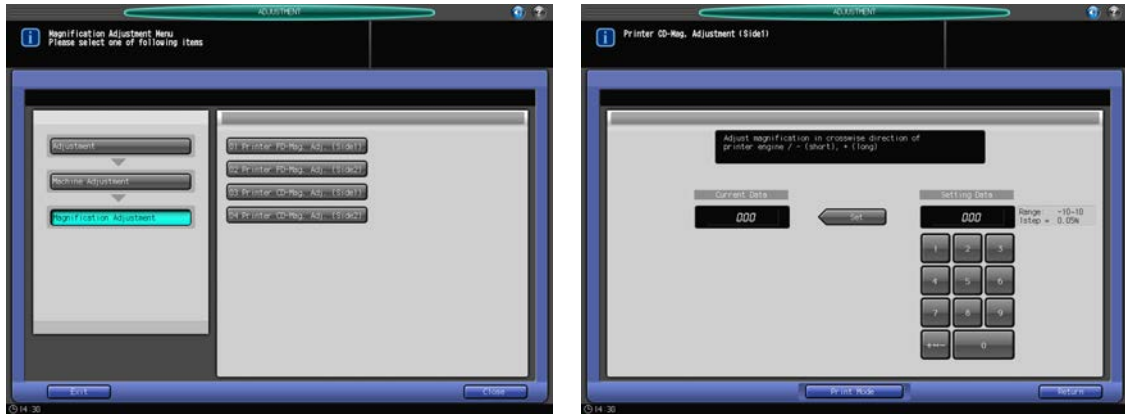 ADJUSTMENT
Magnification Adjustment Menu
Please select one of following items
Adjustment
Machine Adjustment
Magnification Adjustment
01 Printer FD-Mag. Adj. (Side1)
02 Printer FD-Mag. Adj. (Side2)
03 Printer CD-Mag. Adj. (Side1)
04 Printer CD-Mag. Adj. (Side2)
Exit
Close
14:30
ADJUSTMENT
Printer CD-Mag. Adjustment (Side1)
Adjust magnification in crosswise direction of
printer engine / - (short), + (long)
Current Data
Setting Data
000
Set
000
Range: -10~10
1step = 0.05%
1 2 3
4 5 6
7 8 9
0
Print Mode
Return
14:30